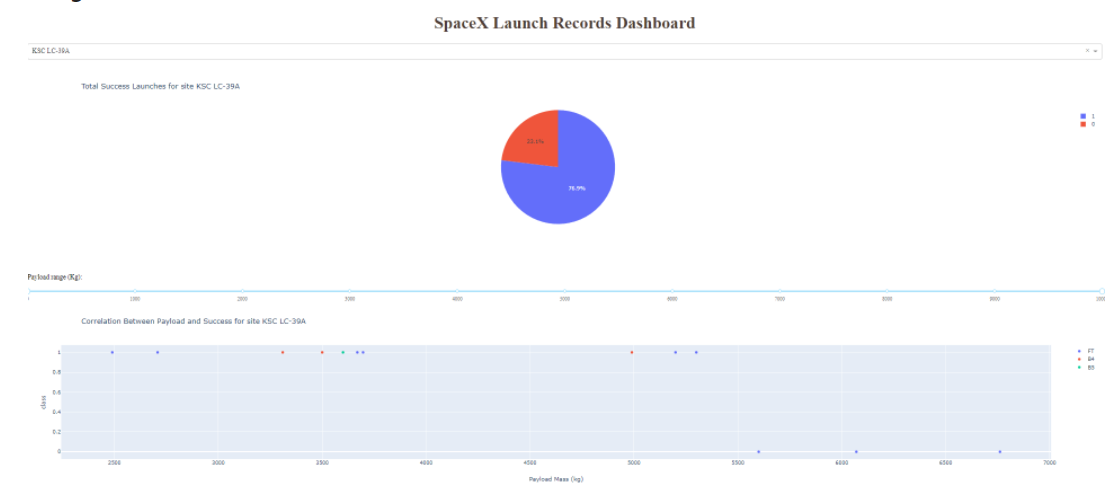 SpaceX Launch Records Dashboard
KSC LC-39A
Total Success Launches for site KSC LC-39A
1
0
23.1%
76.9%
Payload range (Kg):
1000 2000 3000 4000 5000 6000 7000 8000 9000
Correlation Between Payload and Success for site KSC LC-39A
1
0.8
0.6
0.4
0.2
0
class
FT
B4
B5
2500 3000 3500 4000 4500 5000 5500 6000 6500 7000
Payload Mass (kg)